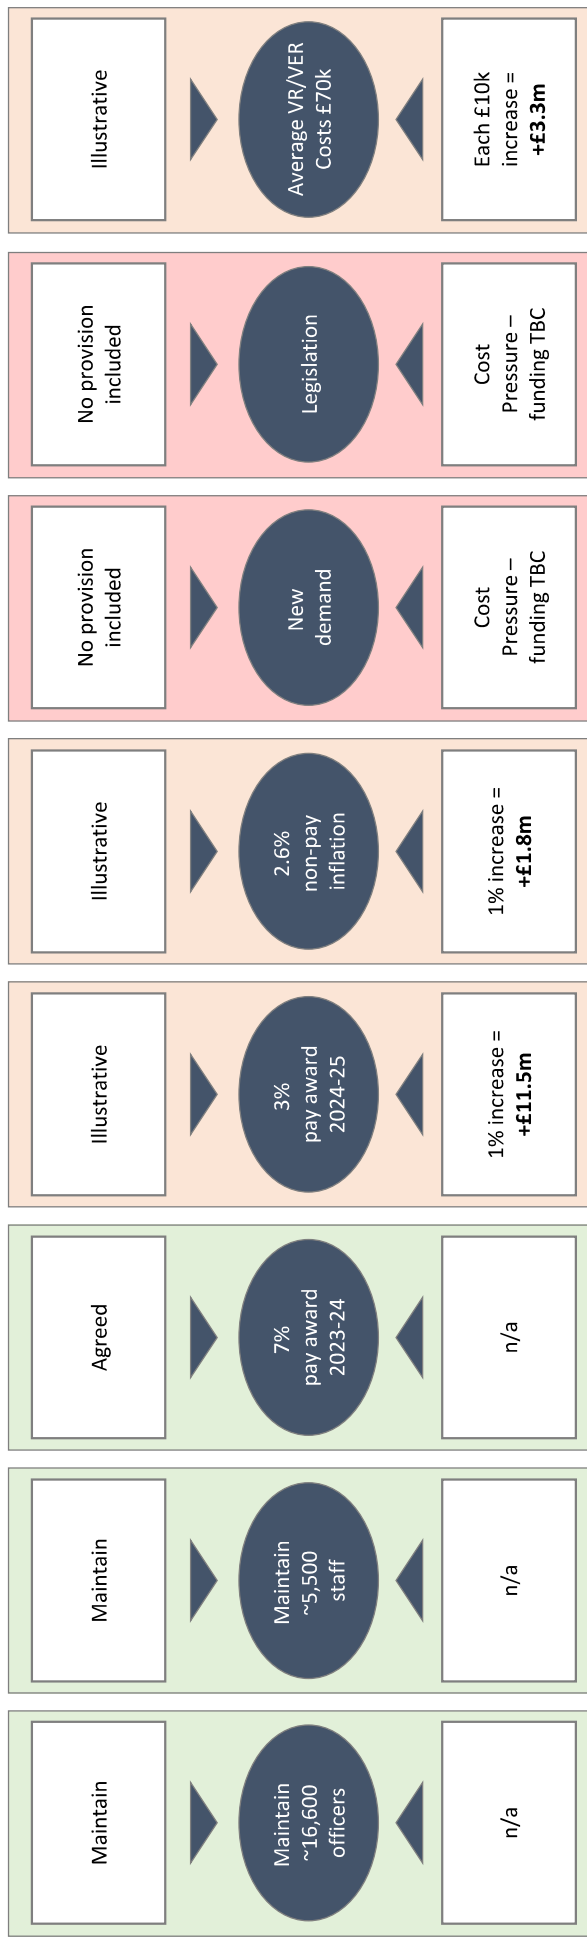 Maintain
Maintain
~16,600
officers
n/a
Maintain
Maintain
~5,500
staff
n/a
Agreed
7%
pay award
2023-24
n/a
Illustrative
3%
pay award
2024-25
1% increase =
+£11.5m
Illustrative
2.6%
non-pay
inflation
1% increase =
+£1.8m
No provision
included
New
demand
Cost
Pressure –
funding TBC
No provision
included
Legislation
Cost
Pressure –
funding TBC
Illustrative
Average VR/VER
Costs £70k
Each £10k
increase =
+£3.3m